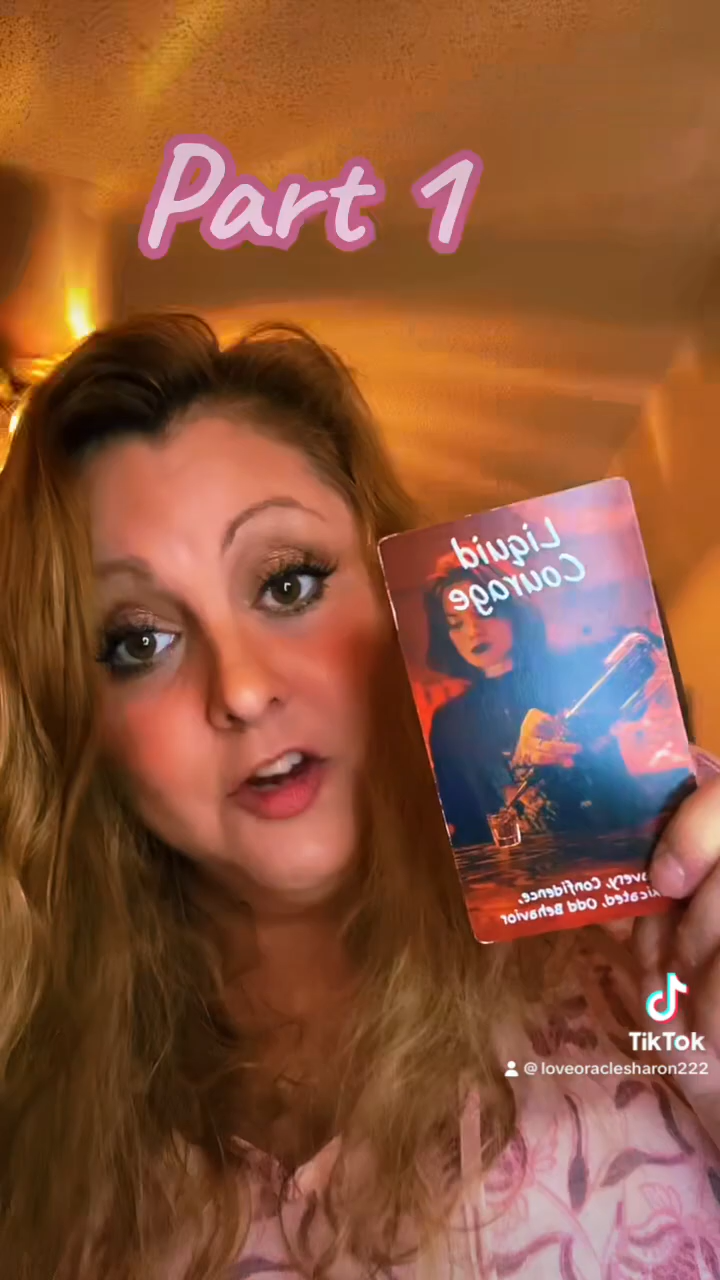 Part 1
Liquid
Courage
Confidence,
Odd Behavior
TikTok
@loveoraclesharon222